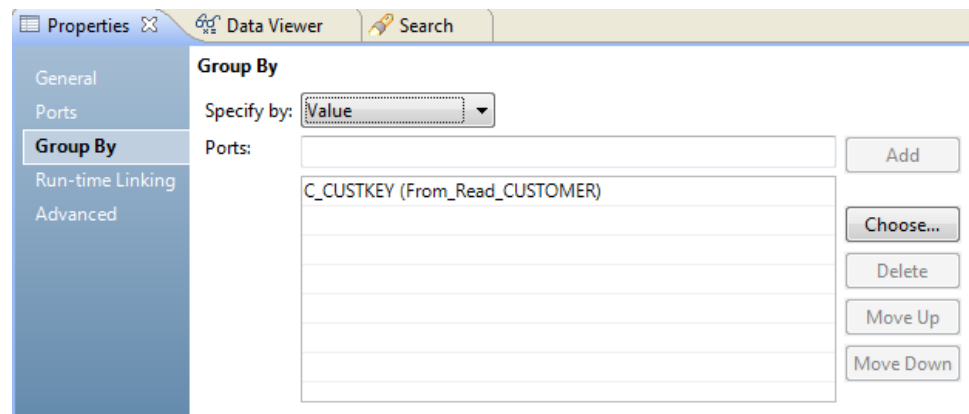 Properties Data Viewer Search
General
Ports
Group By
Run-time Linking
Advanced
Group By
Specify by: Value
Ports:
Add
C_CUSTKEY (From_Read_CUSTOMER)
Choose...
Delete
Move Up
Move Down